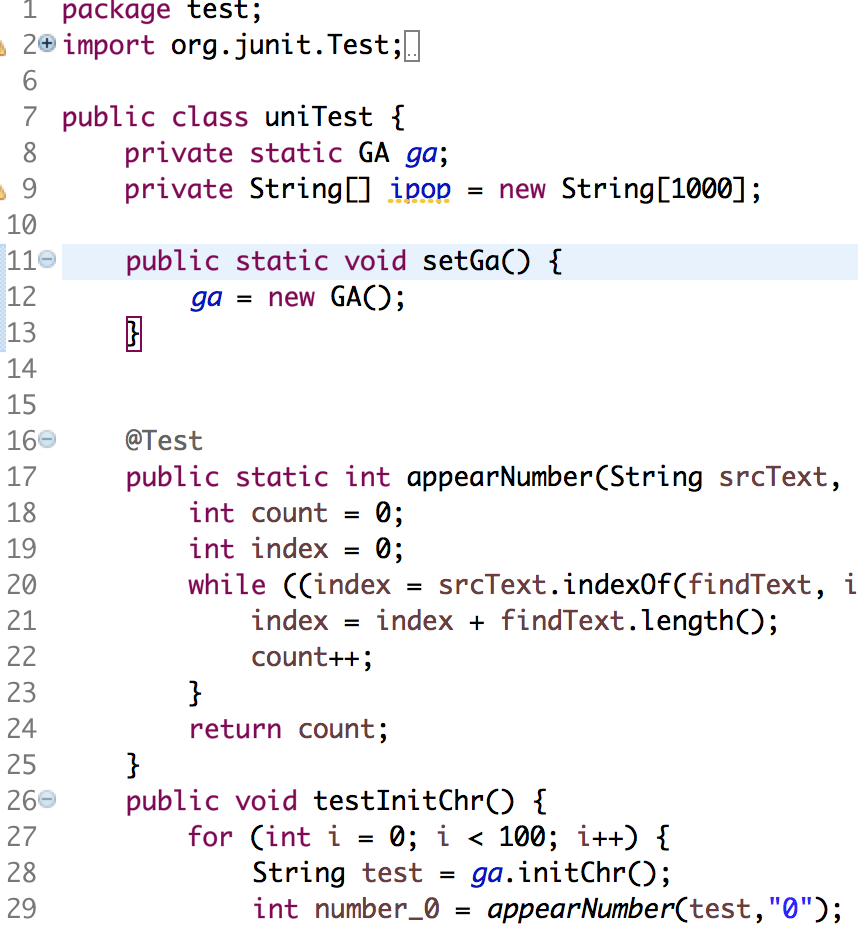 1 package test;
2 import org.junit.Test;
6
7 public class uniTest {
8 private static GA ga;
9 private String[] ipop = new String[1000];
10
11 public static void setGa() {
12 ga = new GA();
13 }
14
15
16 @Test
17 public static int appearNumber(String srcText,
18 int count = 0;
19 int index = 0;
20 while ((index = srcText.indexOf(findText, i
21 index = index + findText.length();
22 count++;
23 }
24 return count;
25 }
26 public void testInitChr() {
27 for (int i = 0; i < 100; i++) {
28 String test = ga.initChr();
29 int number_0 = appearNumber(test,"0");